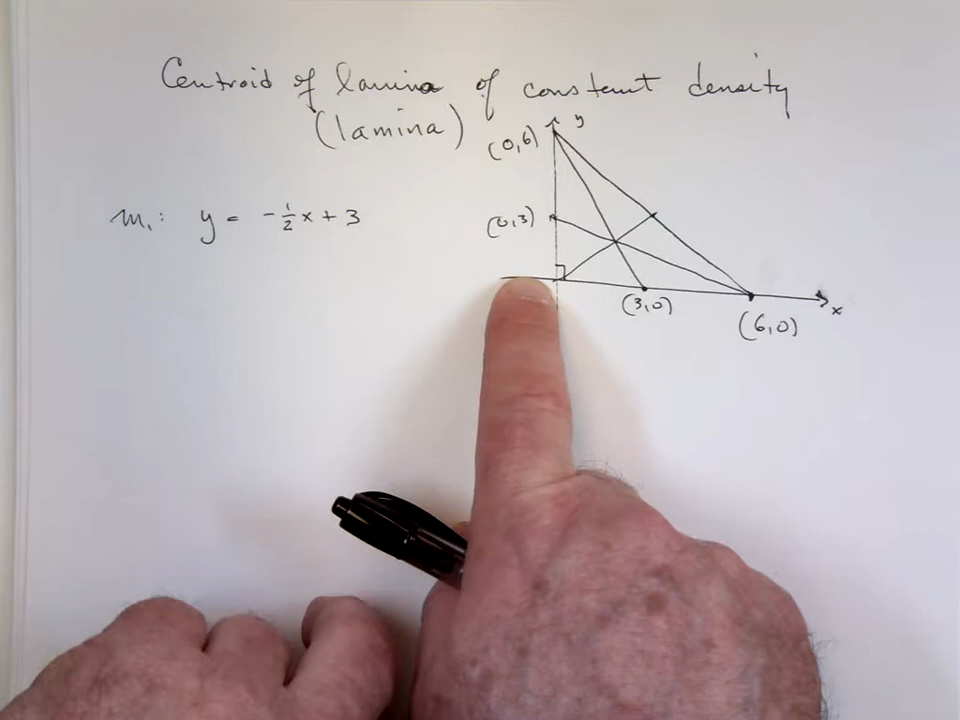 Centroid of lamina of constant density
(lamina)
y
(0,6)
(0,3)
m₁: y = -½x + 3
(3,0)
x
(6,0)